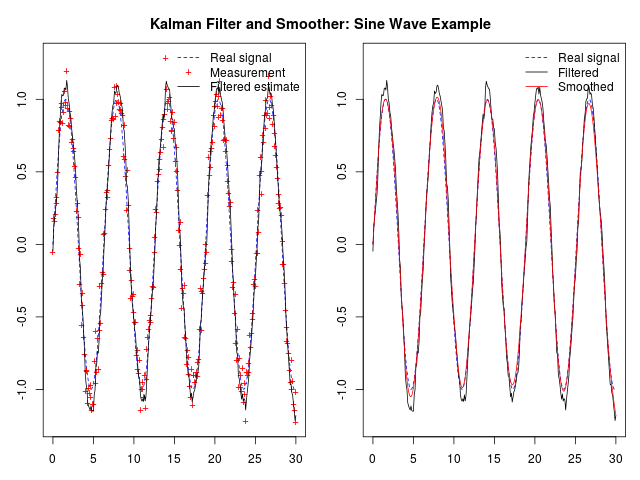 Kalman Filter and Smoother: Sine Wave Example
Real signal
Measurement
Filtered estimate
1.0
0.5
0.0
-0.5
-1.0
0 5 10 15 20 25 30
Real signal
Filtered
Smoothed
1.0
0.5
0.0
-0.5
-1.0
0 5 10 15 20 25 30